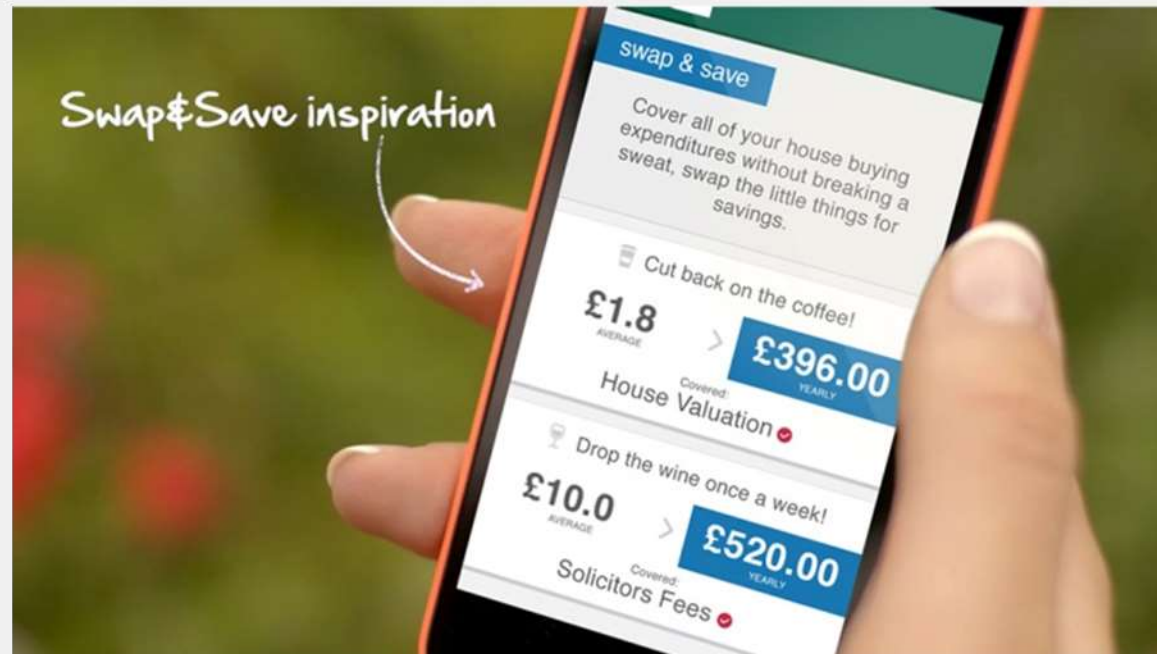 Swap&Save inspiration
swap & save
Cover all of your house buying
expenditures without breaking a
sweat, swap the little things for
savings.
Cut back on the coffee!
£1.8
AVERAGE
£396.00
YEARLY
Covered:
House Valuation
Drop the wine once a week!
£10.0
AVERAGE
£520.00
YEARLY
Covered:
Solicitors Fees